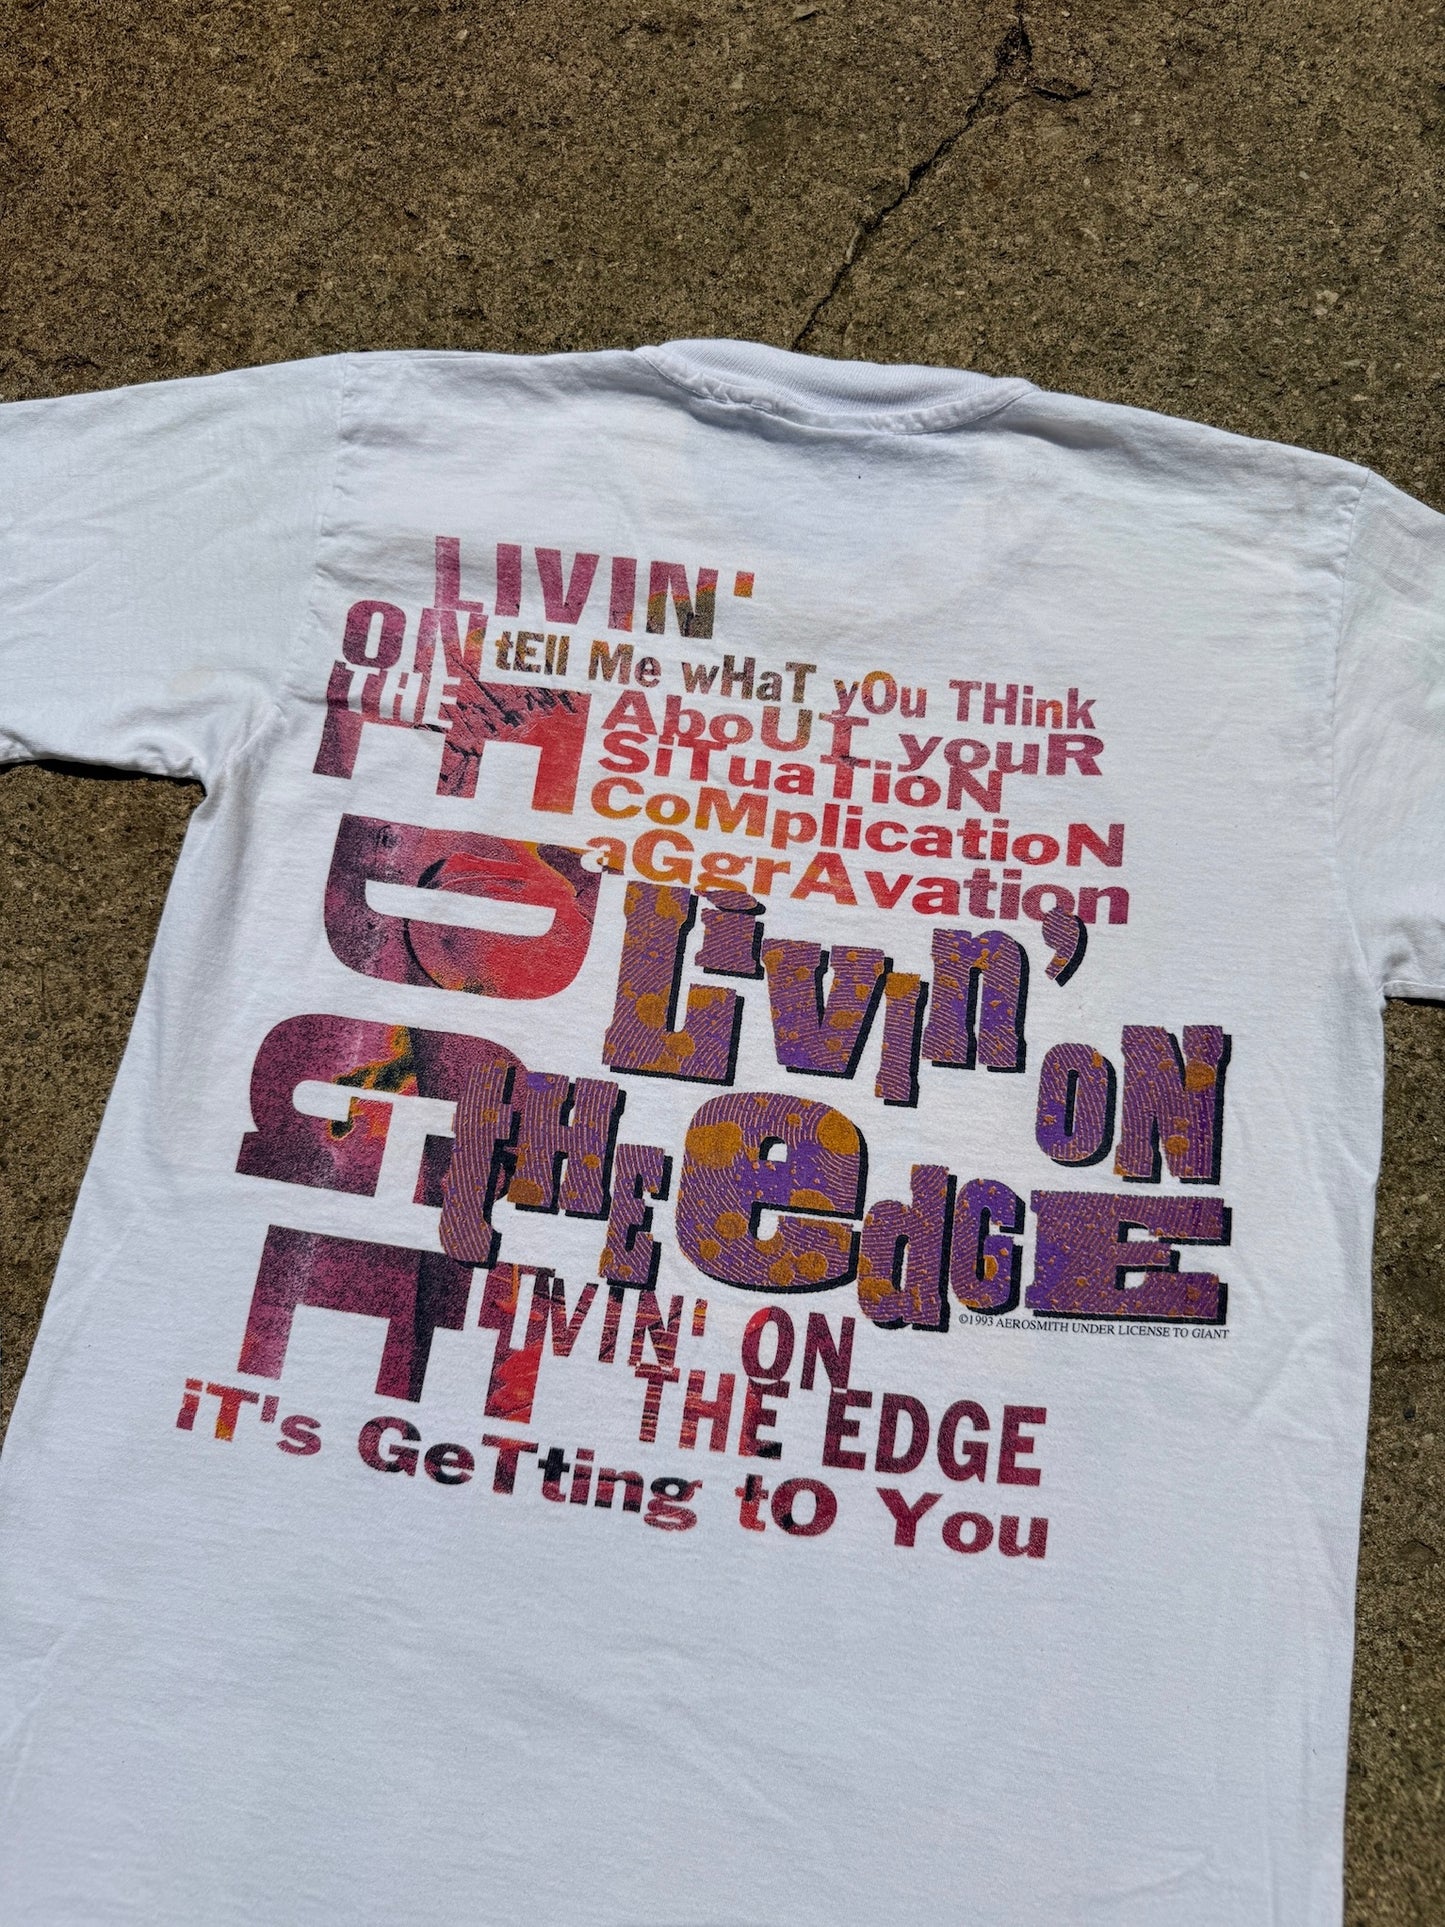 LIVIN'
ON
THE
EDGE
tEll Me wHaT yOu THink
AboUT youR
SiTuaTioN
CoMplicatioN
aGgrAvation
Livin'
ON
THE edGE
©1993 AEROSMITH UNDER LICENSE TO GIANT
LIVIN' ON
THE EDGE
iT's GeTting tO You